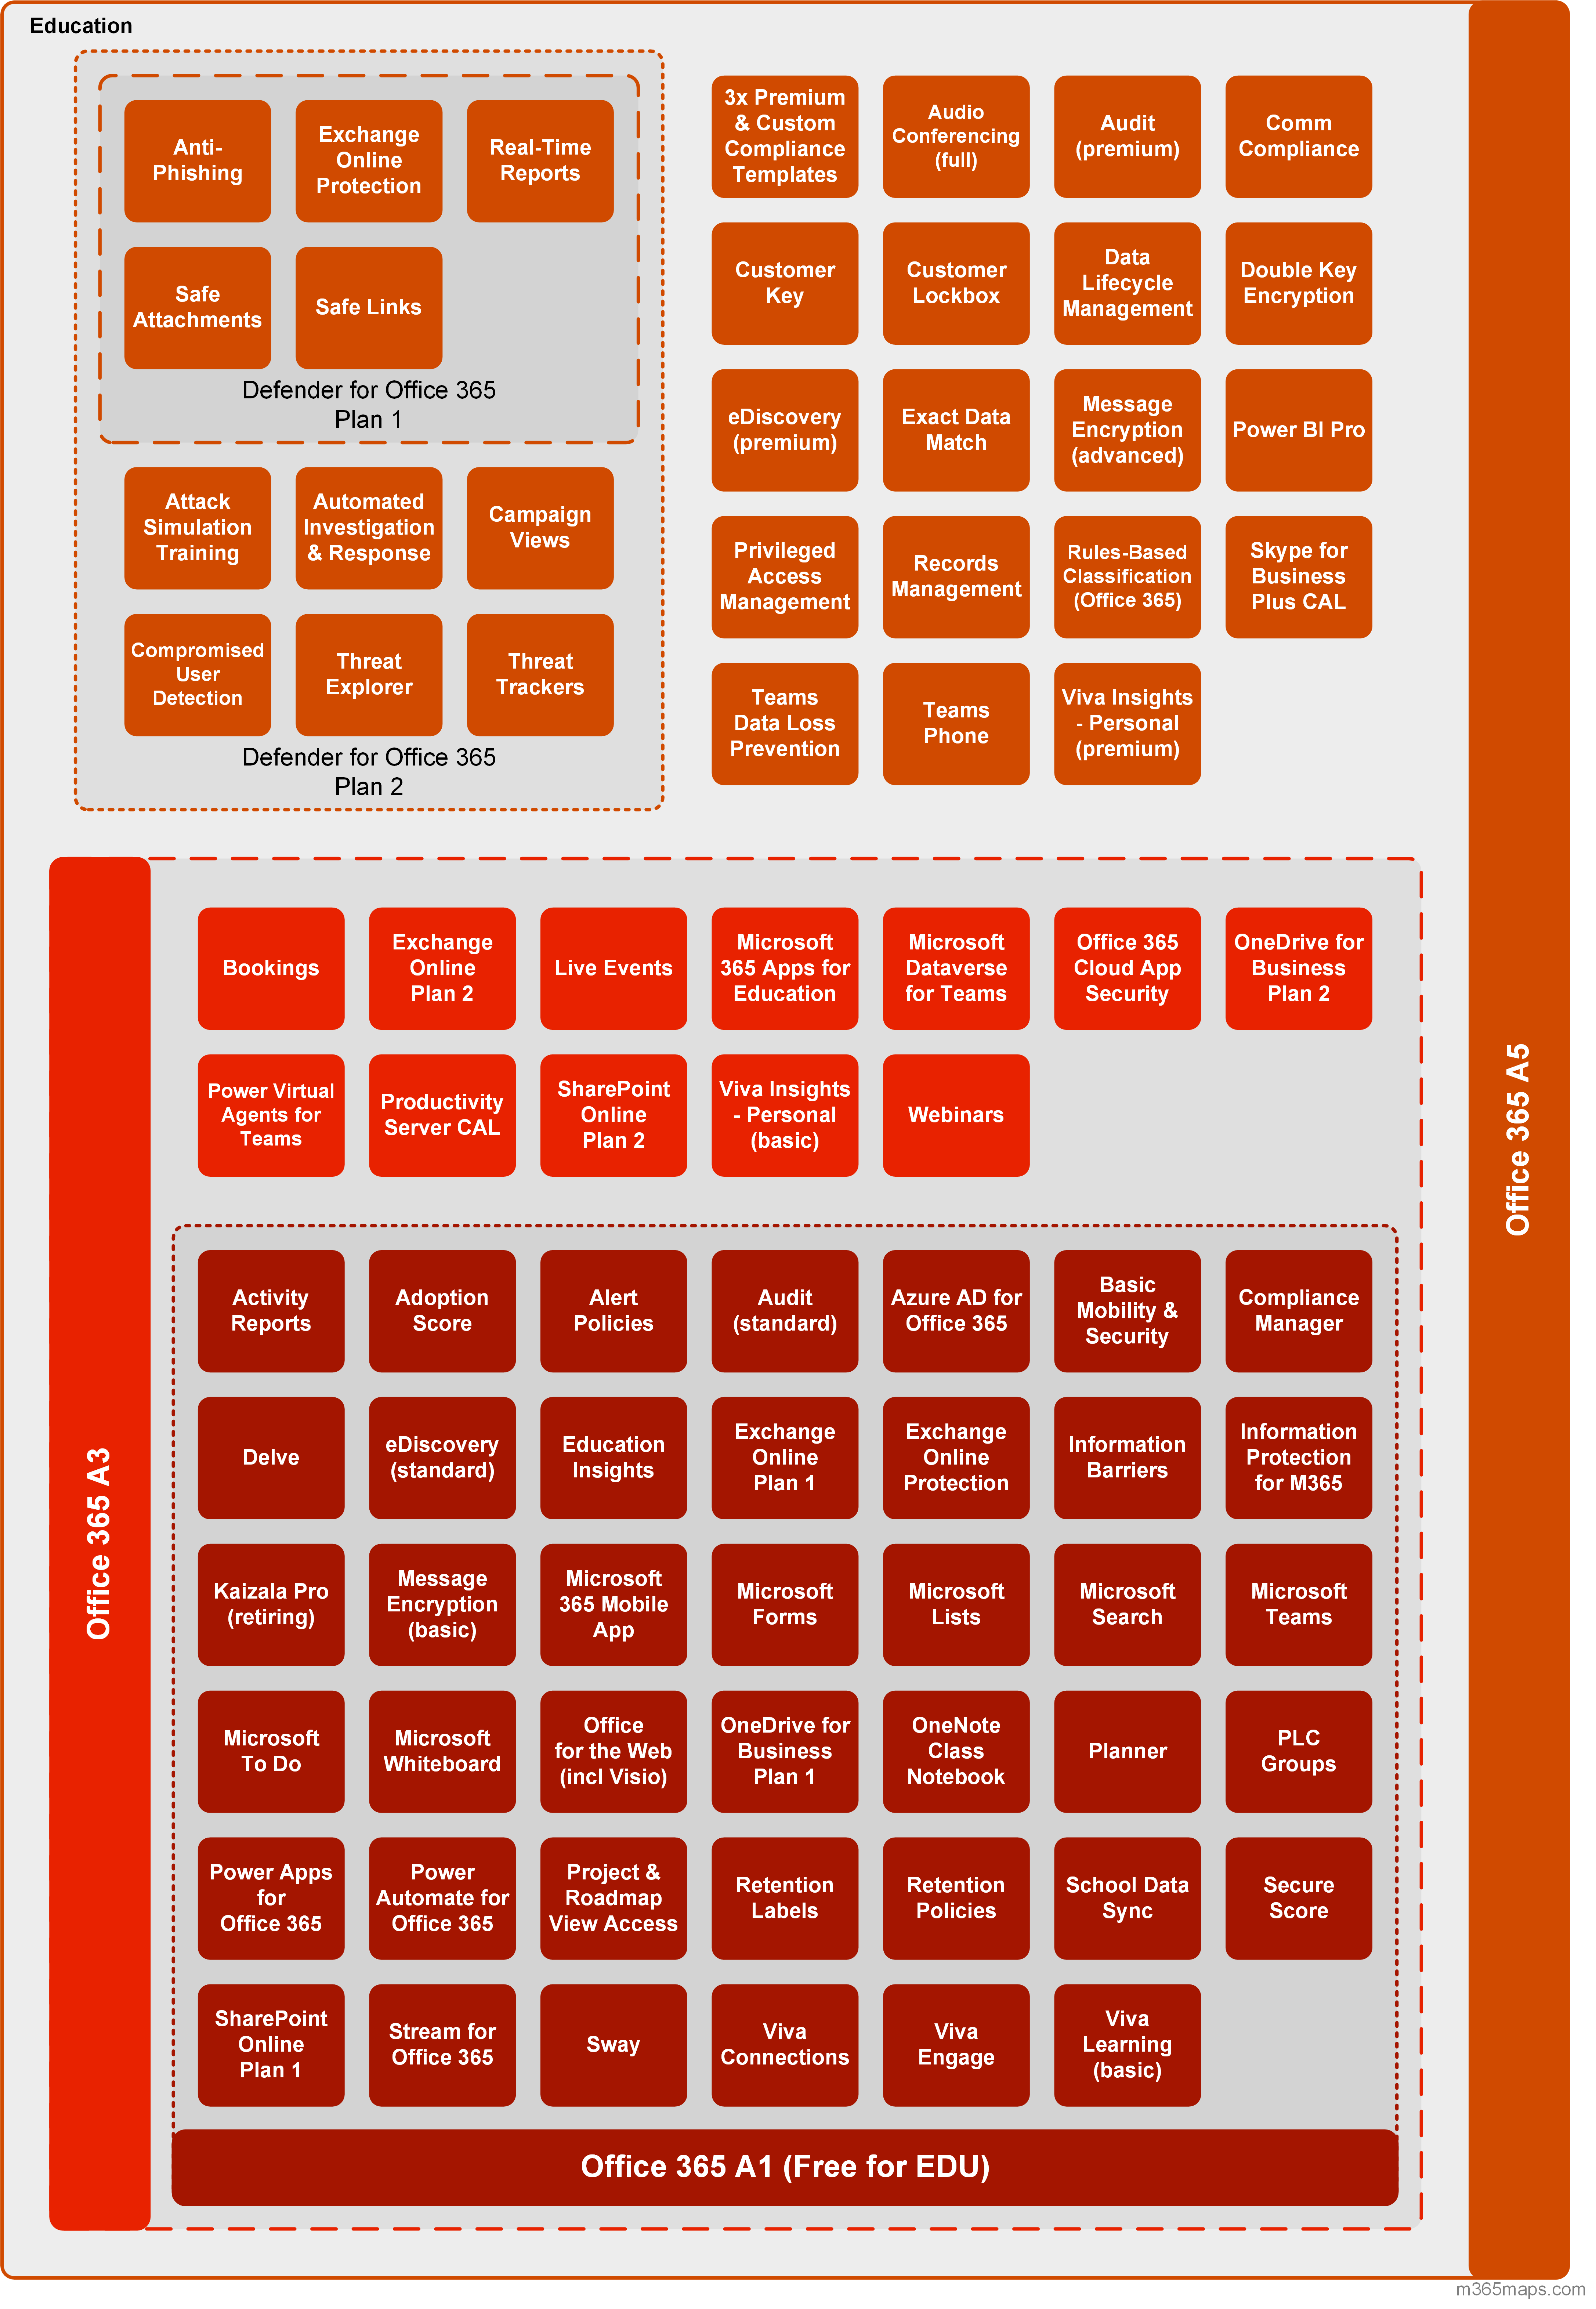 Education
Anti-
Phishing
Exchange
Online
Protection
Real-Time
Reports
Safe
Attachments
Safe Links
Defender for Office 365
Plan 1
Attack
Simulation
Training
Automated
Investigation
& Response
Campaign
Views
Compromised
User
Detection
Threat
Explorer
Threat
Trackers
Defender for Office 365
Plan 2
3x Premium
& Custom
Compliance
Templates
Audio
Conferencing
(full)
Audit
(premium)
Comm
Compliance
Customer
Key
Customer
Lockbox
Data
Lifecycle
Management
Double Key
Encryption
eDiscovery
(premium)
Exact Data
Match
Message
Encryption
(advanced)
Power BI Pro
Privileged
Access
Management
Records
Management
Rules-Based
Classification
(Office 365)
Skype for
Business
Plus CAL
Teams
Data Loss
Prevention
Teams
Phone
Viva Insights
- Personal
(premium)
Office 365 A5
Office 365 A3
Bookings
Exchange
Online
Plan 2
Live Events
Microsoft
365 Apps for
Education
Microsoft
Dataverse
for Teams
Office 365
Cloud App
Security
OneDrive for
Business
Plan 2
Power Virtual
Agents for
Teams
Productivity
Server CAL
SharePoint
Online
Plan 2
Viva Insights
- Personal
(basic)
Webinars
Activity
Reports
Adoption
Score
Alert
Policies
Audit
(standard)
Azure AD for
Office 365
Basic
Mobility &
Security
Compliance
Manager
Delve
eDiscovery
(standard)
Education
Insights
Exchange
Online
Plan 1
Exchange
Online
Protection
Information
Barriers
Information
Protection
for M365
Kaizala Pro
(retiring)
Message
Encryption
(basic)
Microsoft
365 Mobile
App
Microsoft
Forms
Microsoft
Lists
Microsoft
Search
Microsoft
Teams
Microsoft
To Do
Microsoft
Whiteboard
Office
for the Web
(incl Visio)
OneDrive for
Business
Plan 1
OneNote
Class
Notebook
Planner
PLC
Groups
Power Apps
for
Office 365
Power
Automate for
Office 365
Project &
Roadmap
View Access
Retention
Labels
Retention
Policies
School Data
Sync
Secure
Score
SharePoint
Online
Plan 1
Stream for
Office 365
Sway
Viva
Connections
Viva
Engage
Viva
Learning
(basic)
Office 365 A1 (Free for EDU)
m365maps.com